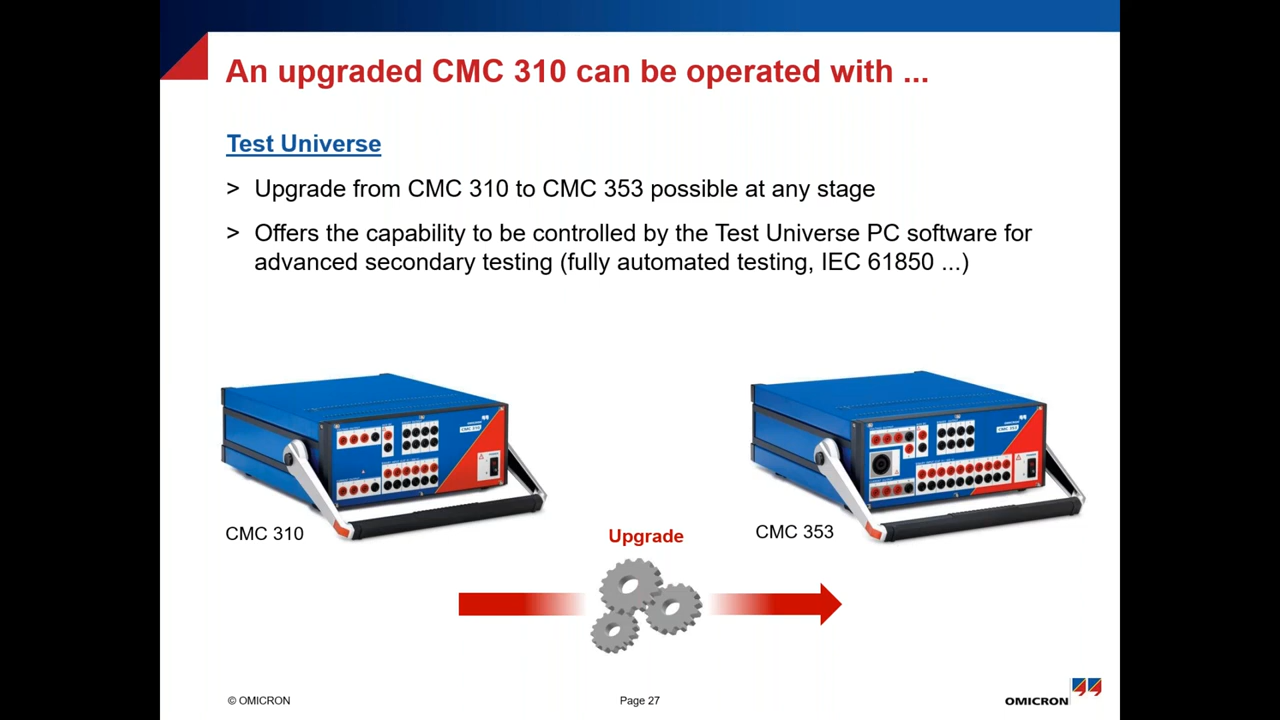 An upgraded CMC 310 can be operated with ...
Test Universe
> Upgrade from CMC 310 to CMC 353 possible at any stage
> Offers the capability to be controlled by the Test Universe PC software for
advanced secondary testing (fully automated testing, IEC 61850 ...)
CMC 310
Upgrade
CMC 353
© OMICRON
Page 27
OMICRON